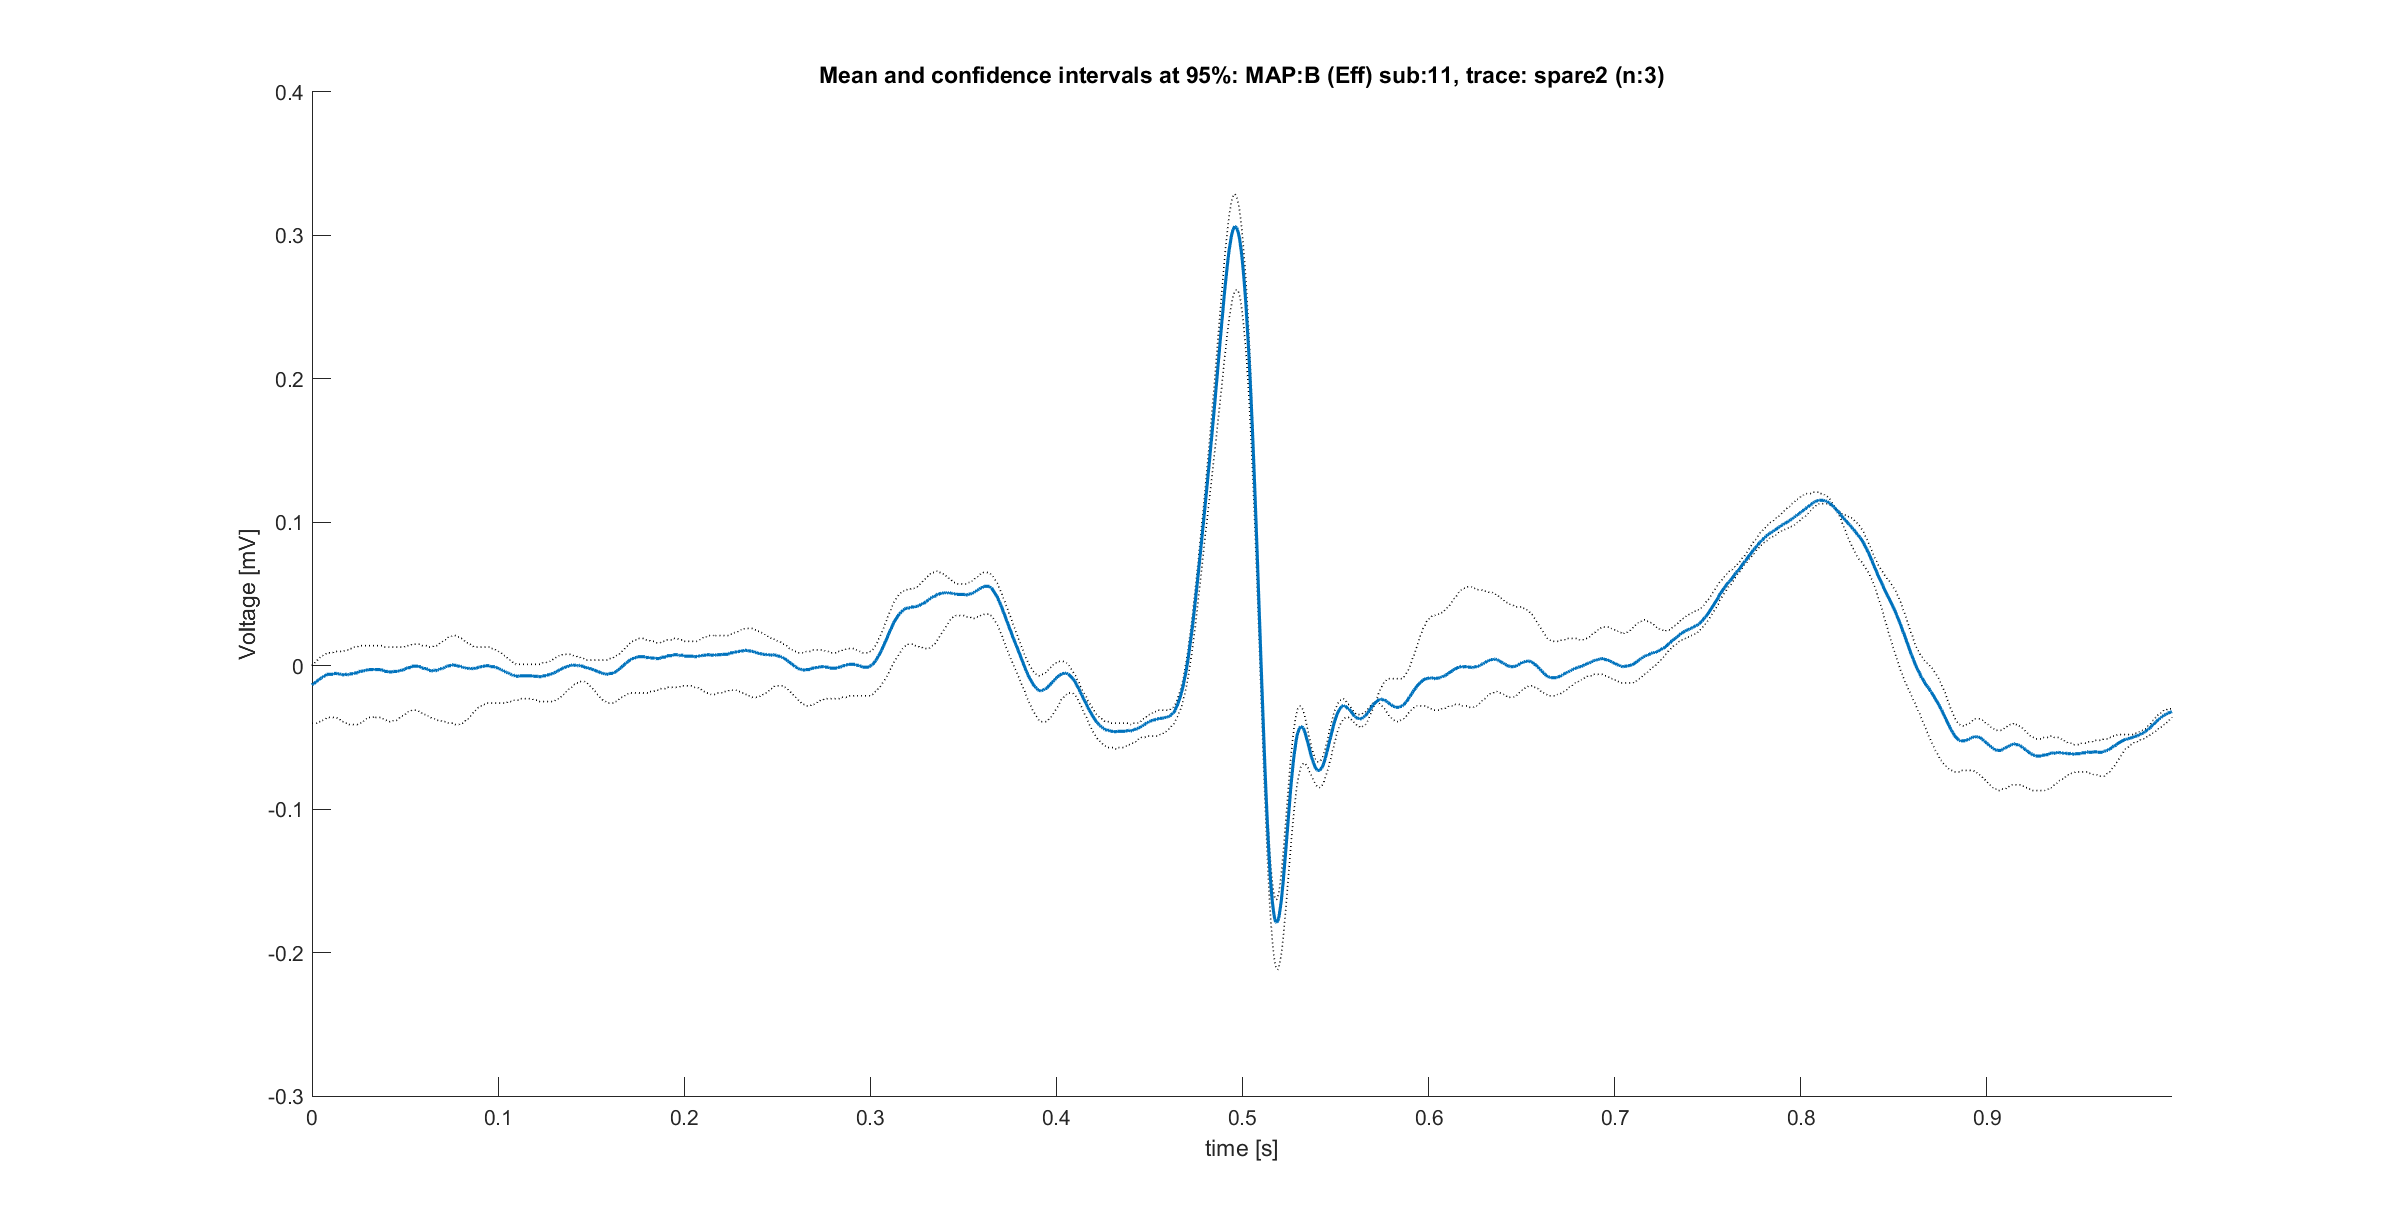 Mean and confidence intervals at 95%: MAP:B (Eff) sub:11, trace: spare2 (n:3)
0.4
0.3
0.2
0.1
0
-0.1
-0.2
-0.3
Voltage [mV]
0 0.1 0.2 0.3 0.4 0.5 0.6 0.7 0.8 0.9
time [s]